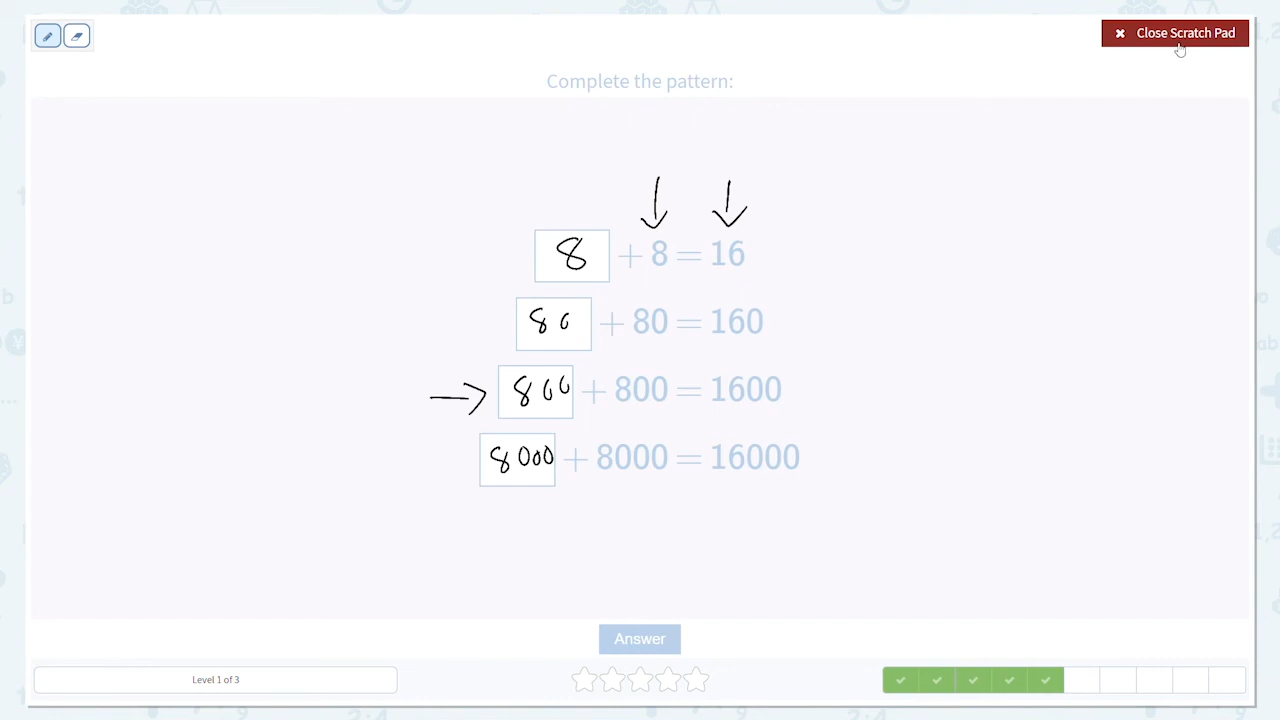 Close Scratch Pad
Complete the pattern:
8 + 8 = 16
80 + 80 = 160
800 + 800 = 1600
8000 + 8000 = 16000
Answer
Level 1 of 3